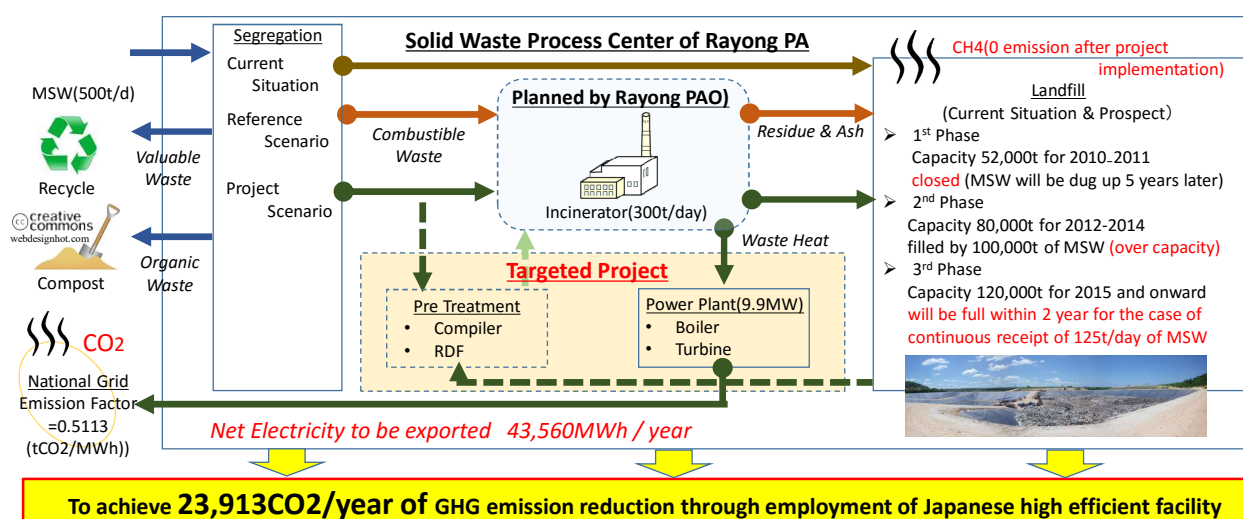 Solid Waste Process Center of Rayong PA
Segregation
Current
Situation
Reference
Scenario
Project
Scenario
MSW(500t/d)
Valuable
Waste
Recycle
creative
commons
webdesignhot.com
Organic
Waste
Compost
CO2
National Grid
Emission Factor
=0.5113
(tCO2/MWh))
Combustible
Waste
Planned by Rayong PAO)
Incinerator(300t/day)
Residue & Ash
Waste Heat
Targeted Project
Pre Treatment
• Compiler
• RDF
Power Plant(9.9MW)
• Boiler
• Turbine
CH4(0 emission after project
implementation)
Landfill
(Current Situation & Prospect)
➢ 1st Phase
Capacity 52,000t for 2010-2011
closed (MSW will be dug up 5 years later)
➢ 2nd Phase
Capacity 80,000t for 2012-2014
filled by 100,000t of MSW (over capacity)
➢ 3rd Phase
Capacity 120,000t for 2015 and onward
will be full within 2 year for the case of
continuous receipt of 125t/day of MSW
Net Electricity to be exported 43,560MWh / year
To achieve 23,913CO2/year of GHG emission reduction through employment of Japanese high efficient facility